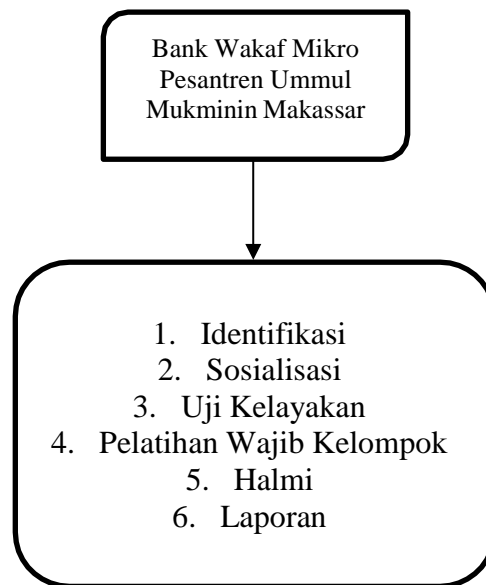 Bank Wakaf Mikro
Pesantren Ummul
Mukminin Makassar
1. Identifikasi
2. Sosialisasi
3. Uji Kelayakan
4. Pelatihan Wajib Kelompok
5. Halmi
6. Laporan